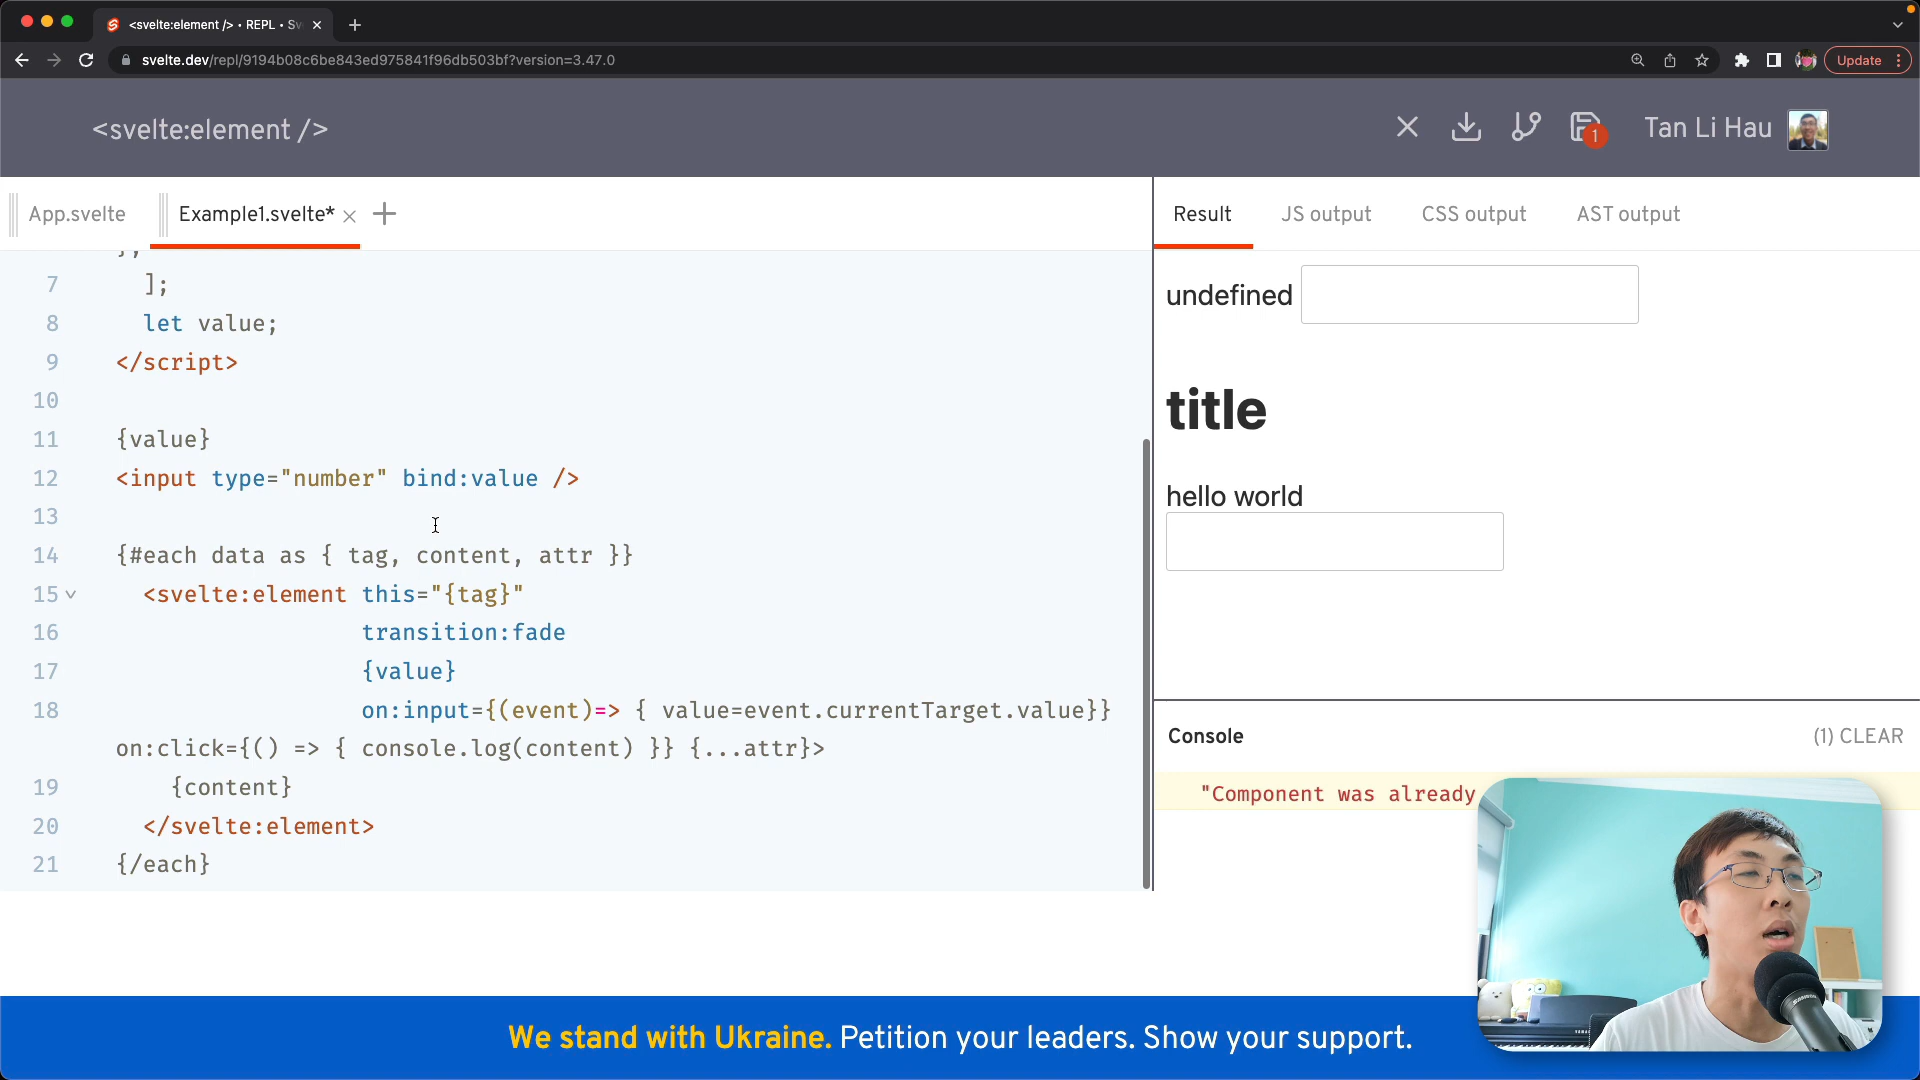 <svelte:element /> • REPL • Sv
svelte.dev/repl/9194b08c6be843ed975841f96db503bf?version=3.47.0
Update
<svelte:element />
1
Tan Li Hau
App.svelte
Example1.svelte*
Result
JS output
CSS output
AST output
},
7 ];
8 let value;
9 </script>
10
11 {value}
12 <input type="number" bind:value />
13
14 {#each data as { tag, content, attr }}
15 <svelte:element this="{tag}"
16 transition:fade
17 {value}
18 on:input={(event)=> { value=event.currentTarget.value}}
on:click={() => { console.log(content) }} {...attr}>
19 {content}
20 </svelte:element>
21 {/each}
undefined
title
hello world
Console
(1) CLEAR
"Component was already
We stand with Ukraine. Petition your leaders. Show your support.